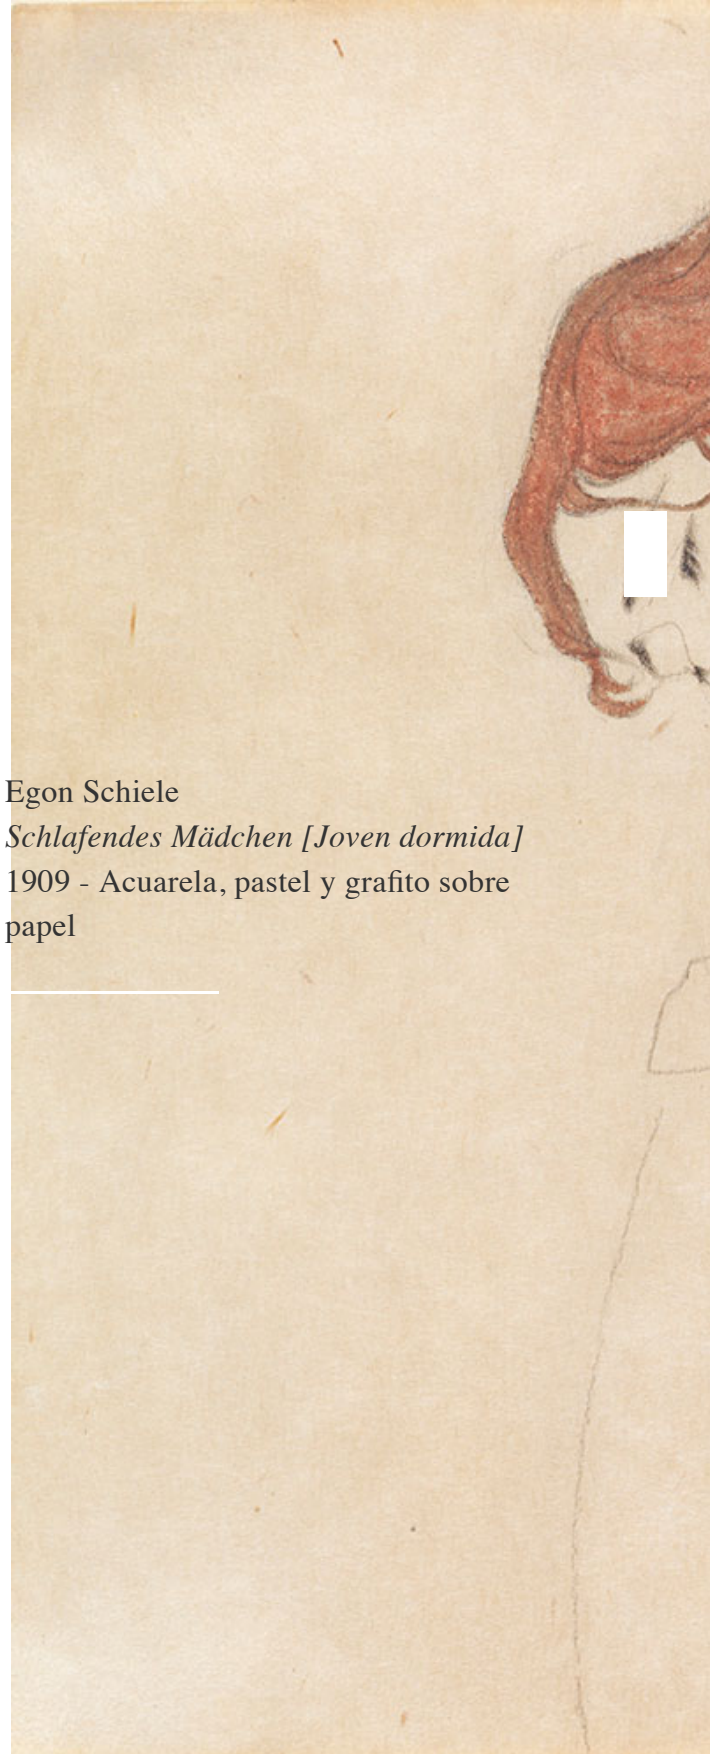 Egon Schiele
Schlafendes Mädchen [Joven dormida]
1909 - Acuarela, pastel y grafito sobre
papel